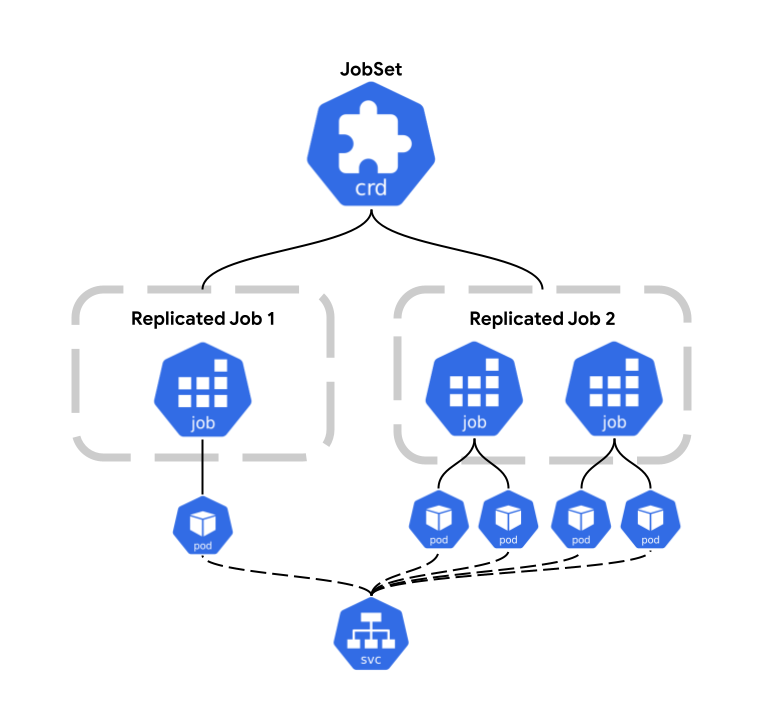 JobSet
crd
Replicated Job 1
Replicated Job 2
job
job
job
pod
pod
pod
pod
pod
svc